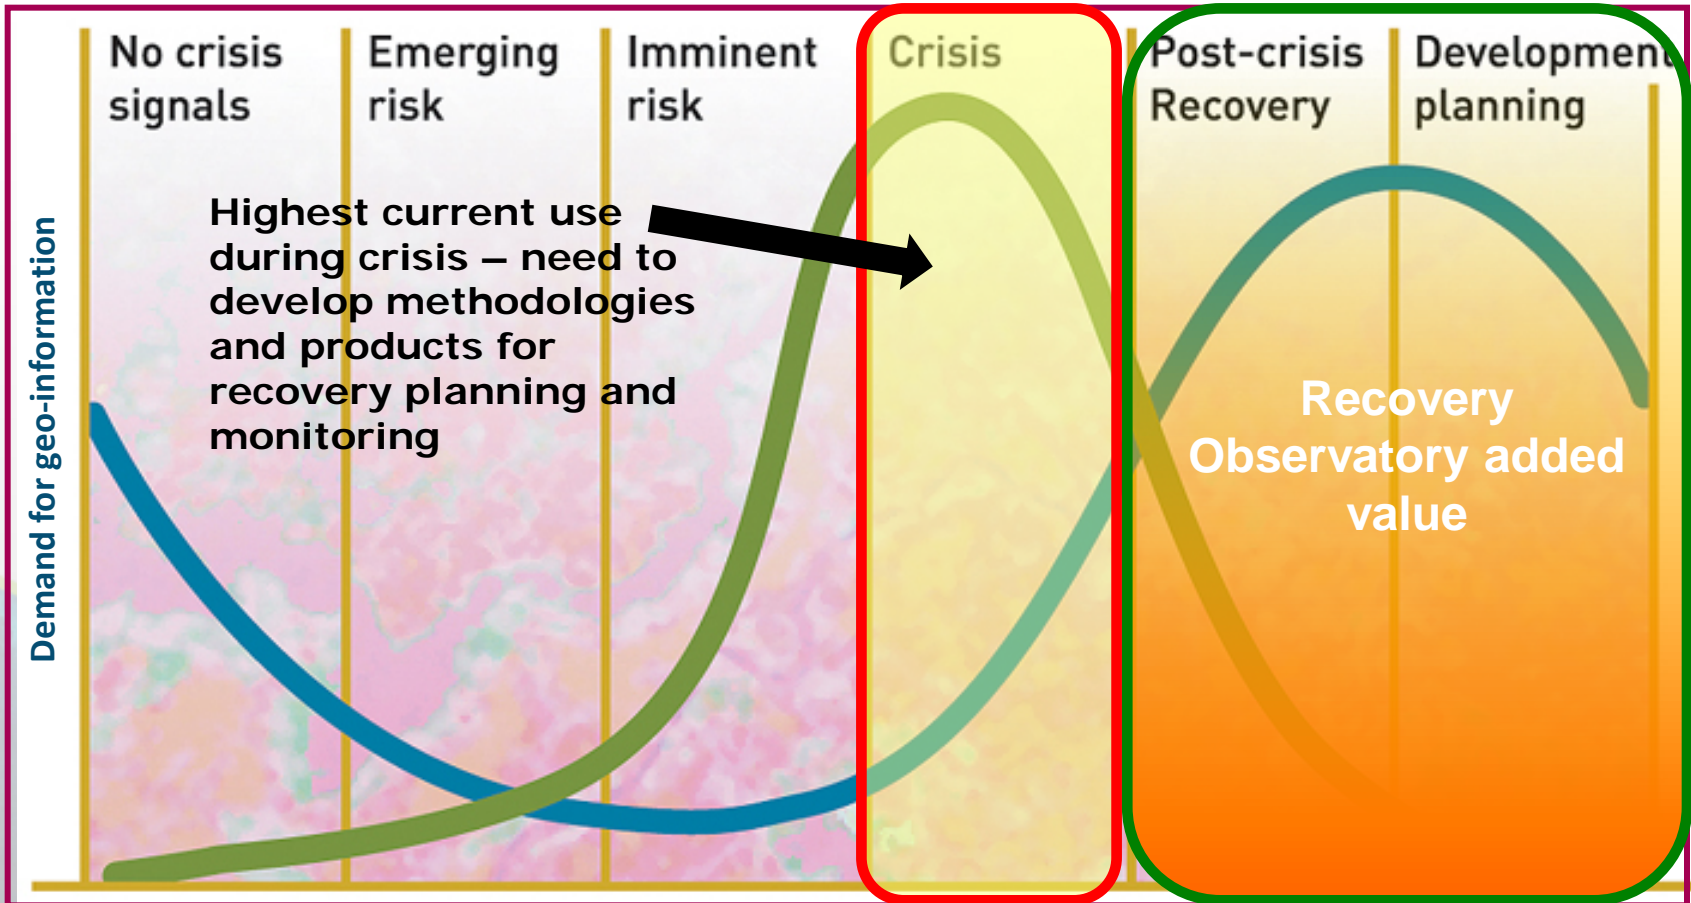 No crisis
signals
Emerging
risk
Imminent
risk
Crisis
Post-crisis
Recovery
Development
planning
Demand for geo-information
Highest current use
during crisis – need to
develop methodologies
and products for
recovery planning and
monitoring
Recovery
Observatory added
value